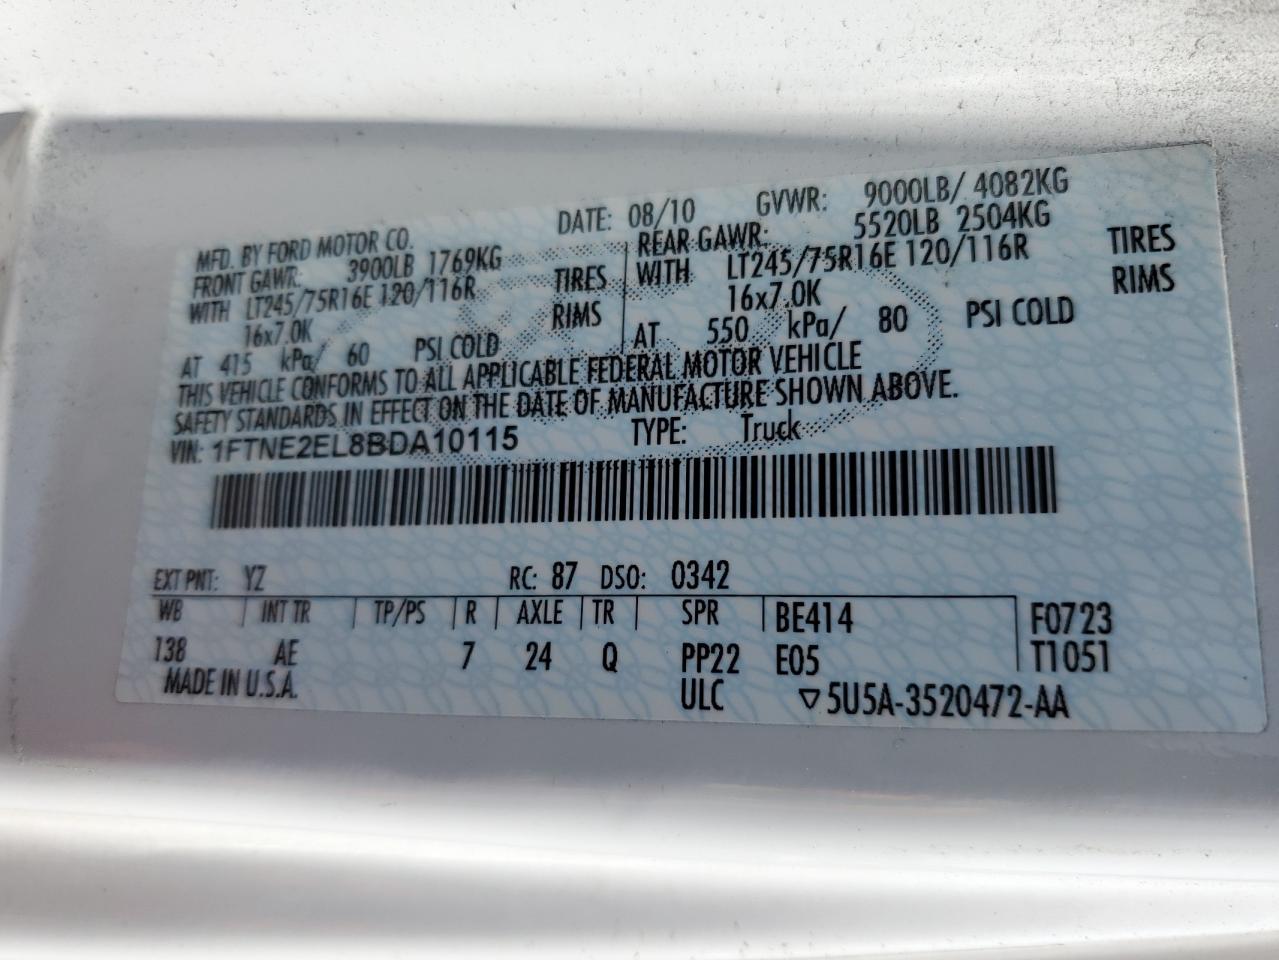 MFD. BY FORD MOTOR CO. DATE: 08/10 GVWR: 9000LB/ 4082KG
FRONT GAWR: 3900LB 1769KG REAR GAWR: 5520LB 2504KG
WITH LT245/75R16E 120/116R TIRES WITH LT245/75R16E 120/116R TIRES
16x7.0K RIMS 16x7.0K RIMS
AT 415 kPa/ 60 PSI COLD AT 550 kPa/ 80 PSI COLD
THIS VEHICLE CONFORMS TO ALL APPLICABLE FEDERAL MOTOR VEHICLE
SAFETY STANDARDS IN EFFECT ON THE DATE OF MANUFACTURE SHOWN ABOVE.
VIN: 1FTNE2EL8BDA10115 TYPE: Truck
EXT PNT: YZ RC: 87 DSO: 0342
WB INT TR TP/PS R AXLE TR SPR BE414 F0723
138 AE 7 24 Q PP22 E05 T1051
MADE IN U.S.A. ULC ▽5U5A-3520472-AA